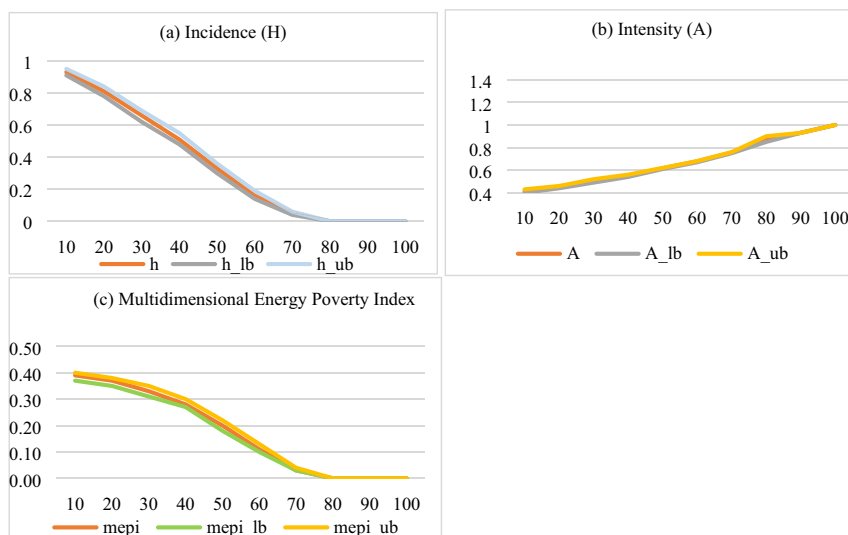 (a) Incidence (H)
1
0.8
0.6
0.4
0.2
0
10 20 30 40 50 60 70 80 90 100
h h_lb h_ub
(b) Intensity (A)
1.4
1.2
1
0.8
0.6
0.4
10 20 30 40 50 60 70 80 90 100
A A_lb A_ub
(c) Multidimensional Energy Poverty Index
0.50
0.40
0.30
0.20
0.10
0.00
10 20 30 40 50 60 70 80 90 100
mepi mepi_lb mepi_ub